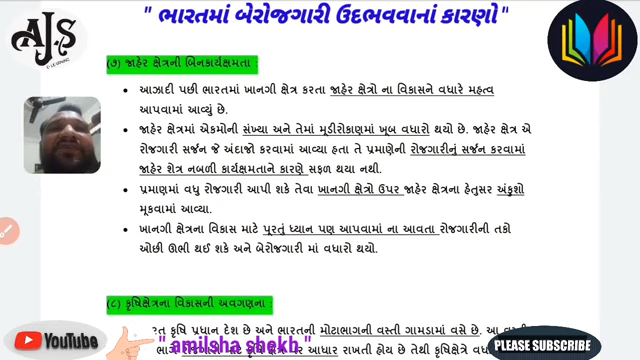 " ભારતમાં બેરોજગારી ઉદભવવાનાં કારણો "
AJS
E-LEARNING
(૭) જાહેર ક્ષેત્રની બિનકાર્યક્ષમતા :
• આઝાદી પછી ભારતમાં ખાનગી ક્ષેત્ર કરતા જાહેર ક્ષેત્રો ના વિકાસને વધારે મહત્વ
આપવામાં આવ્યું છે.
• જાહેર ક્ષેત્રમાં એકમોની સંખ્યા અને તેમાં મૂડીરોકાણમાં ખુબ વધારો થયો છે. જાહેર ક્ષેત્ર એ
રોજગારી સર્જન જે અંદાજો કરવામાં આવ્યા હતા તે પ્રમાણેની રોજગારીનું સર્જન કરવામાં
જાહેર શેત્ર નબળી કાર્યક્ષમતાને કારણે સફળ થયા નથી.
• પ્રમાણમાં વધુ રોજગારી આપી શકે તેવા ખાનગી ક્ષેત્રો ઉપર જાહેર ક્ષેત્રના હેતુસર અંકુશો
મૂકવામાં આવ્યા.
• ખાનગી ક્ષેત્રના વિકાસ માટે પૂરતું ધ્યાન પણ આપવામાં ના આવતા રોજગારીની તકો
ઓછી ઊભી થઈ શકે અને બેરોજગારી માં વધારો થયો.
(૮) કૃષિક્ષેત્રના વિકાસની અવગણના :
કૃષિ પ્રધાન દેશ છે અને ભારતની મોટાભાગની વસ્તી ગામડામાં વસે છે. આ
આધાર રાખતી હોય છે તેથી કૃષિક્ષેત્રે
YouTube
" amilsha shekh "
PLEASE SUBSCRIBE